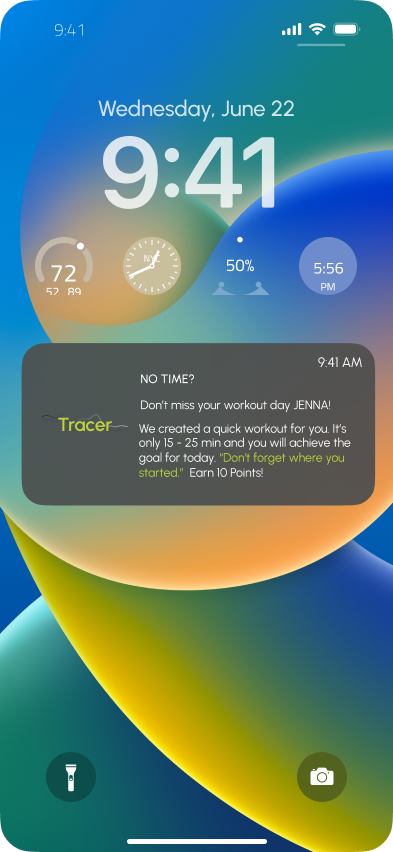 9:41
Wednesday, June 22
9:41
72
52 89
NYC
50%
5:56
PM
9:41 AM
NO TIME?
Don't miss your workout day JENNA!
Tracer
We created a quick workout for you. It's
only 15 - 25 min and you will achieve the
goal for today. "Don't forget where you
started." Earn 10 Points!